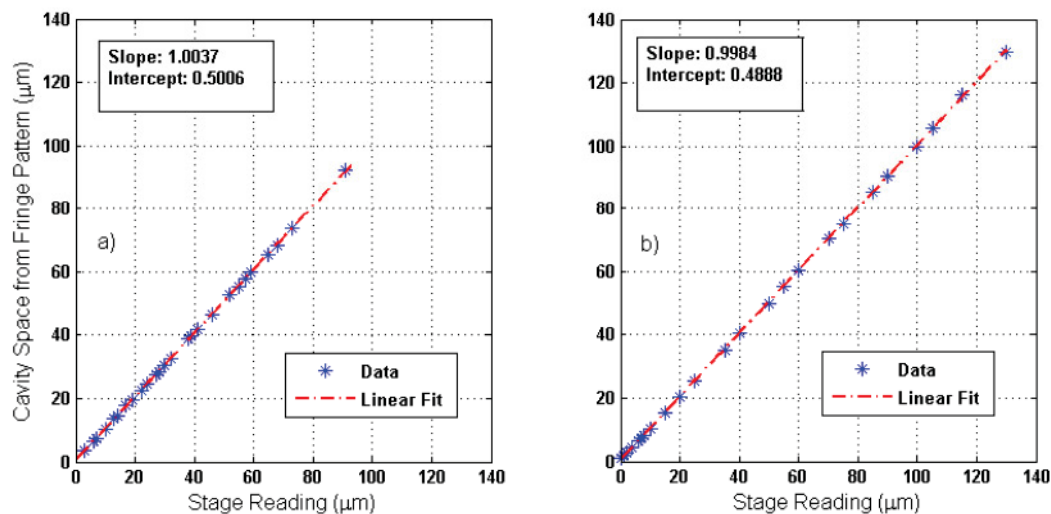 Cavity Space from Fringe Pattern (μm)
140
120
100
80
60
40
20
0
Slope: 1.0037
Intercept: 0.5006
a)
Data
Linear Fit
0 20 40 60 80 100 120 140
Stage Reading (μm)
140
120
100
80
60
40
20
0
Slope: 0.9984
Intercept: 0.4888
b)
Data
Linear Fit
0 20 40 60 80 100 120 140
Stage Reading (μm)